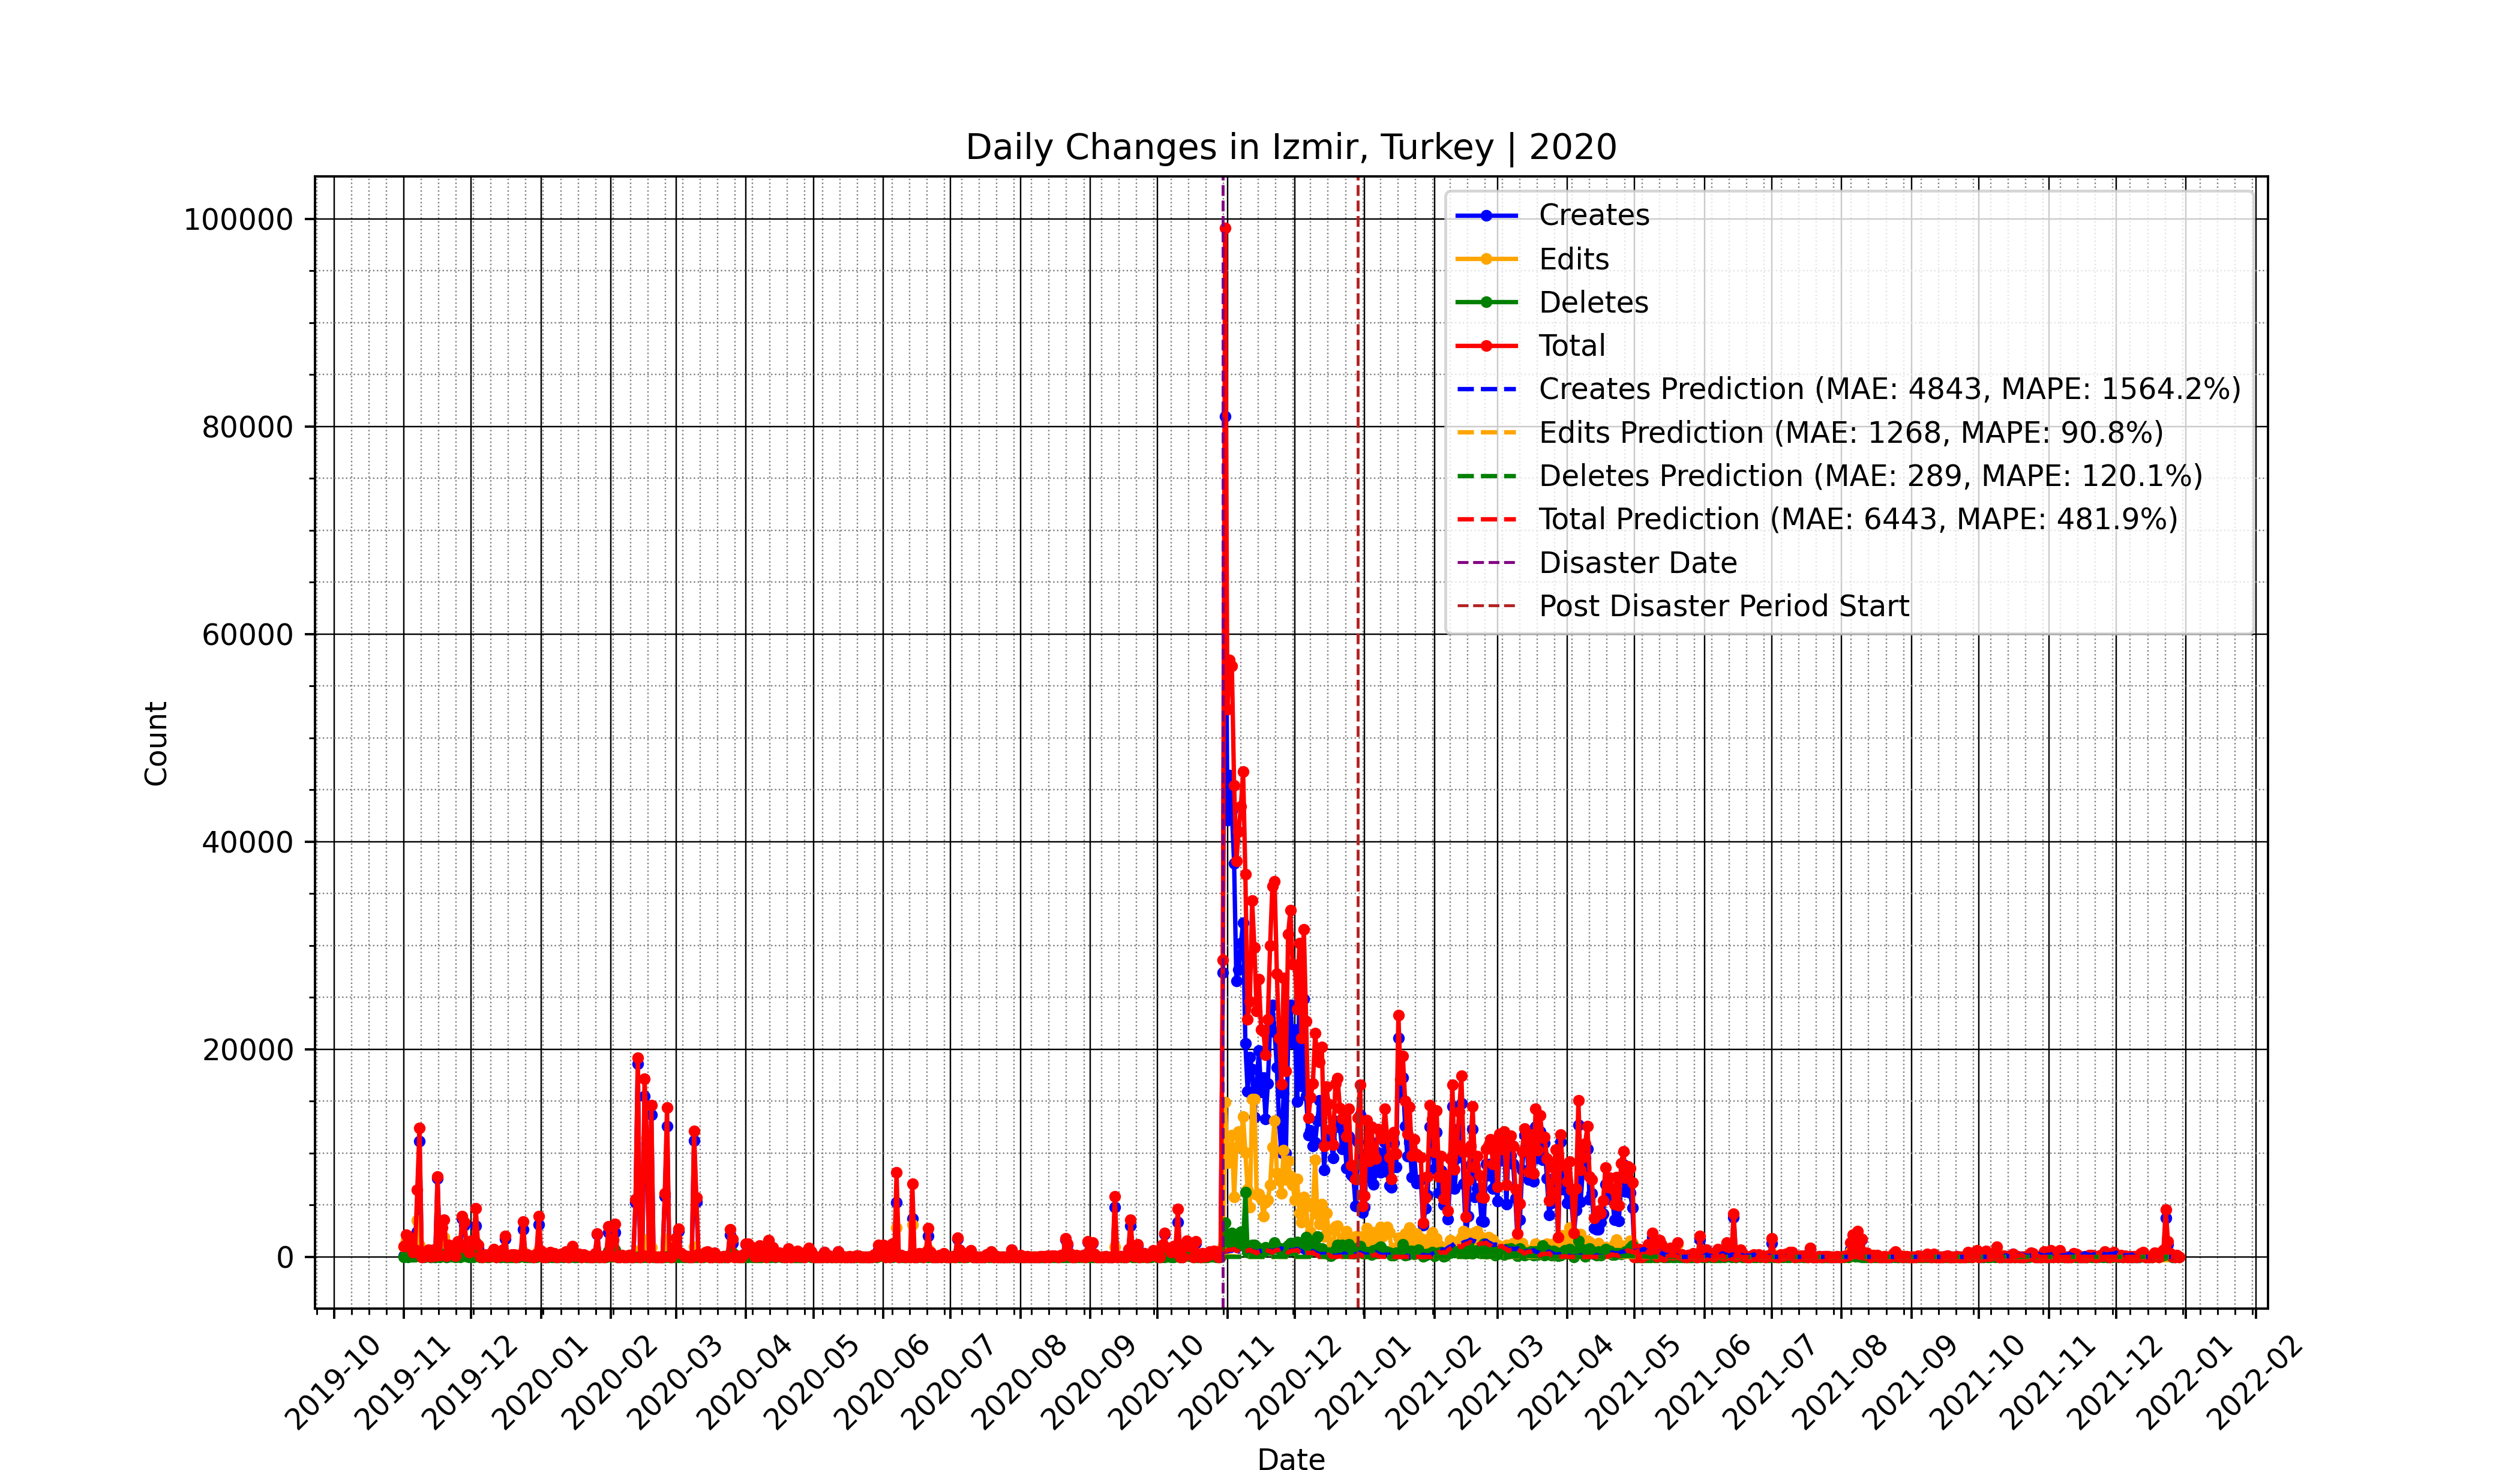 Daily Changes in Izmir, Turkey | 2020
100000
80000
60000
40000
20000
0
Count
Creates
Edits
Deletes
Total
Creates Prediction (MAE: 4843, MAPE: 1564.2%)
Edits Prediction (MAE: 1268, MAPE: 90.8%)
Deletes Prediction (MAE: 289, MAPE: 120.1%)
Total Prediction (MAE: 6443, MAPE: 481.9%)
Disaster Date
Post Disaster Period Start
2019-10
2019-11
2019-12
2020-01
2020-02
2020-03
2020-04
2020-05
2020-06
2020-07
2020-08
2020-09
2020-10
2020-11
2020-12
2021-01
2021-02
2021-03
2021-04
2021-05
2021-06
2021-07
2021-08
2021-09
2021-10
2021-11
2021-12
2022-01
2022-02
Date